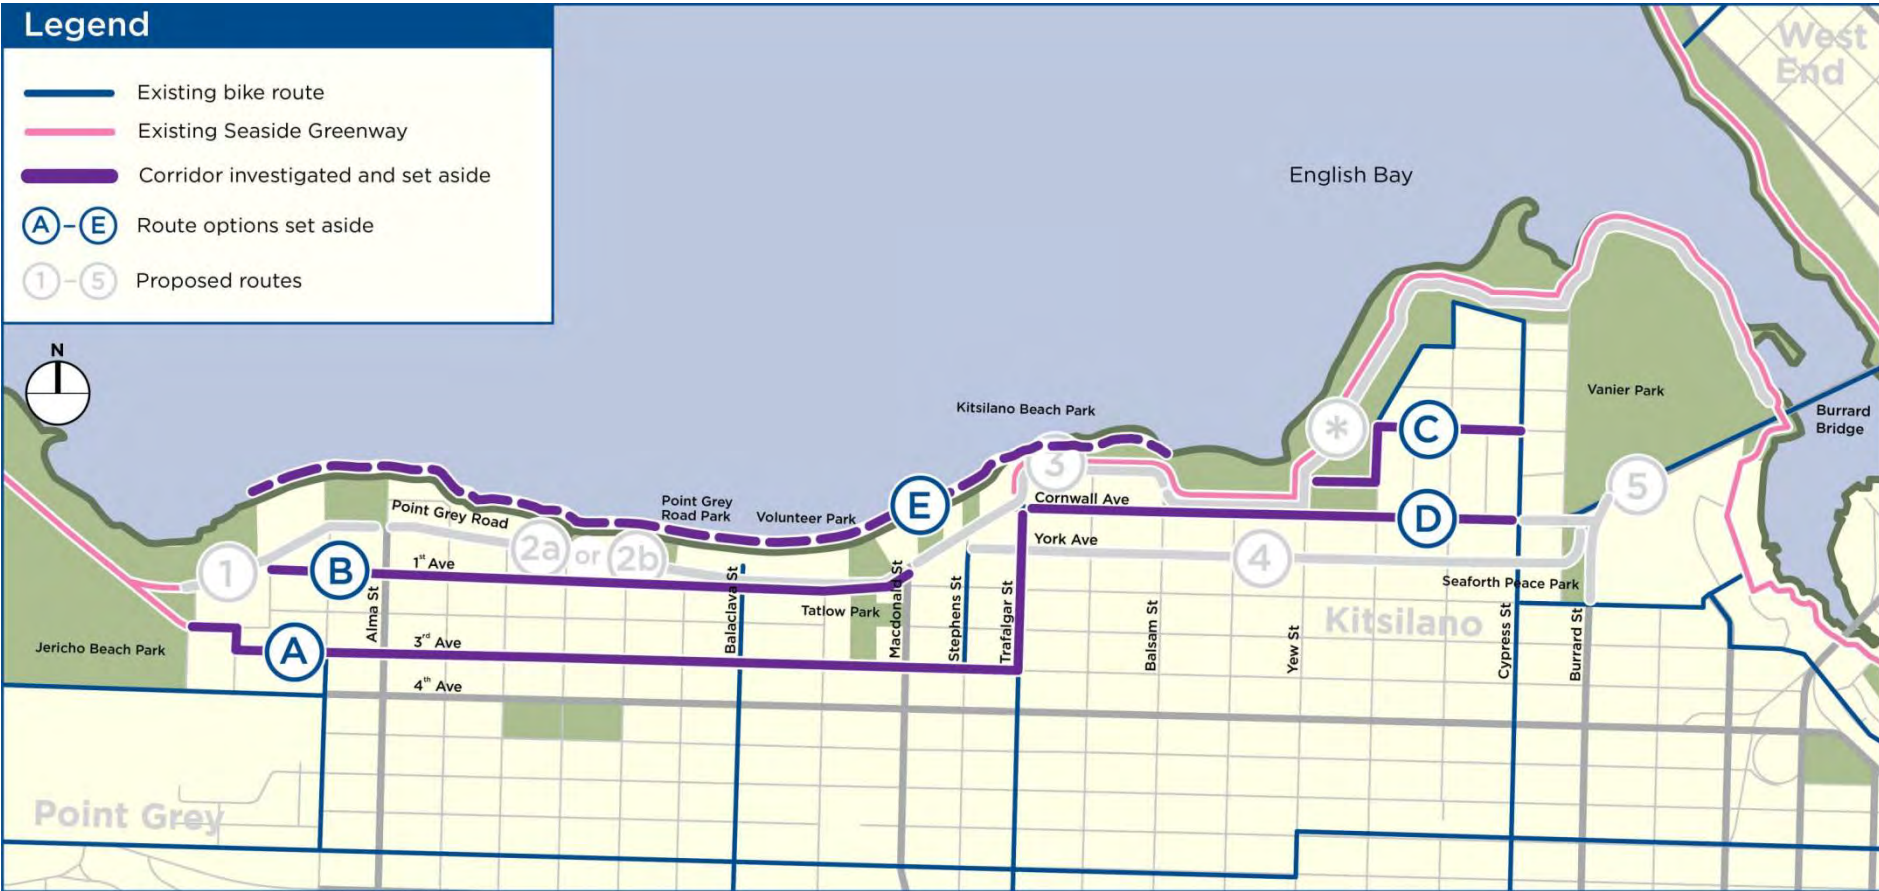 Legend
Existing bike route
Existing Seaside Greenway
Corridor investigated and set aside
A – E Route options set aside
1 – 5 Proposed routes
N
West
End
English Bay
Vanier Park
Burrard
Bridge
Kitsilano Beach Park
*
C
3
5
E
Cornwall Ave
D
Point Grey
Road Park
Volunteer Park
Point Grey Road
2a or 2b
York Ave
4
1
B
1st Ave
Seaforth Peace Park
Tatlow Park
Kitsilano
Alma St
Balaclava St
Macdonald St
Stephens St
Trafalgar St
Balsam St
Yew St
Cypress St
Burrard St
Jericho Beach Park
A
3rd Ave
4th Ave
Point Grey